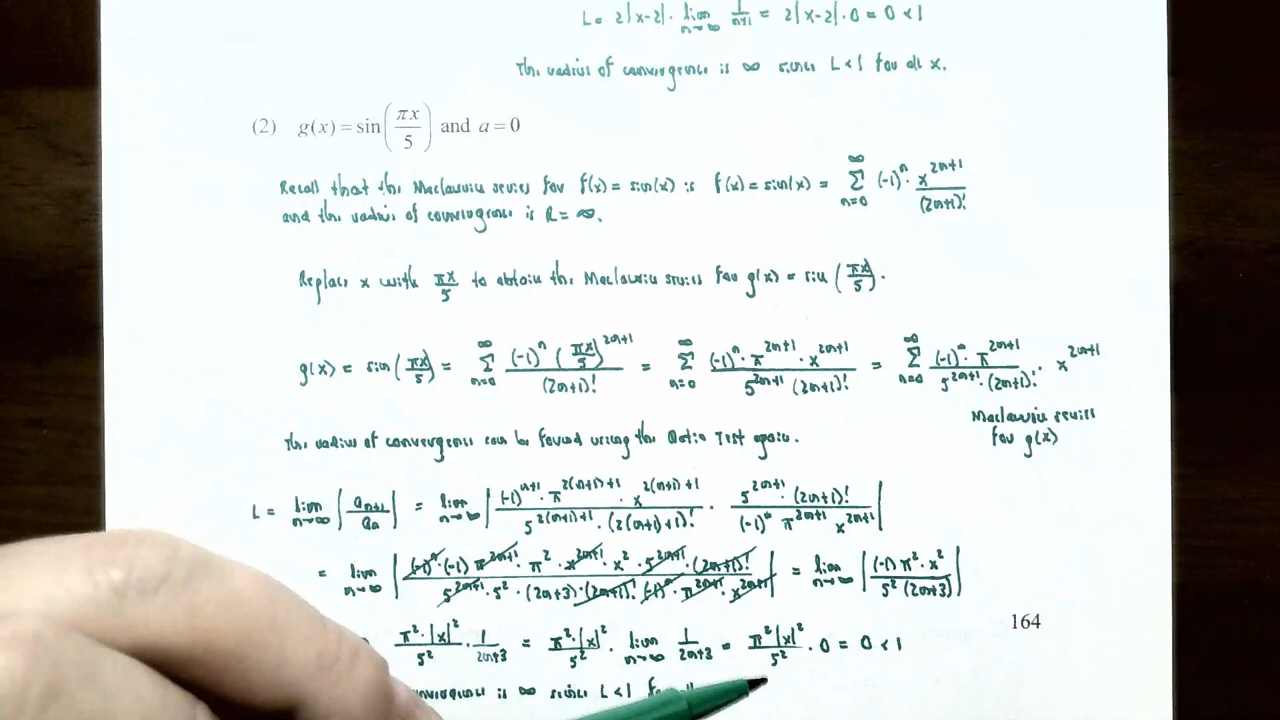 L = 2|x-2| · lim n→∞ 1/(n+1) = 2|x-2| · 0 = 0 < 1
The radius of convergence is ∞ since L < 1 for all x.
(2) g(x) = sin(πx/5) and a = 0
Recall that the Maclaurin series for f(x) = sin(x) is f(x) = sin(x) = ∑_{n=0}^{∞} (-1)^n · x^{2n+1}/(2n+1)!
and the radius of convergence is R = ∞.
Replace x with πx/5 to obtain the Maclaurin series for g(x) = sin(πx/5).
g(x) = sin(πx/5) = ∑_{n=0}^{∞} (-1)^n (πx/5)^{2n+1}/(2n+1)! = ∑_{n=0}^{∞} (-1)^n · π^{2n+1} · x^{2n+1}/(5^{2n+1} (2n+1)!) = ∑_{n=0}^{∞} (-1)^n · π^{2n+1}/(5^{2n+1} · (2n+1)!) · x^{2n+1}
Maclaurin series
for g(x)
The radius of convergence can be found using the Ratio Test again.
L = lim n→∞ |a_{n+1}/a_n| = lim n→∞ |(-1)^{n+1} · π^{2(n+1)+1} · x^{2(n+1)+1}/(5^{2(n+1)+1} · (2(n+1)+1)!) · 5^{2n+1} · (2n+1)!/((-1)^n π^{2n+1} x^{2n+1})|
= lim n→∞ |(-1)^n (-1) π^{2n+1} · π^2 · x^{2n+1} · x^2 · 5^{2n+1} · (2n+1)!/(5^{2n+1} · 5^2 · (2n+3) · (2n+1)! (-1)^n · π^{2n+1} · x^{2n+1})| = lim n→∞ |(-1) π^2 · x^2/(5^2 (2n+3))|
164
π^2 · |x|^2/5^2 · 1/(2n+3) = π^2 · |x|^2/5^2 · lim n→∞ 1/(2n+3) = π^2 |x|^2/5^2 · 0 = 0 < 1
convergence is ∞ since L < 1 for